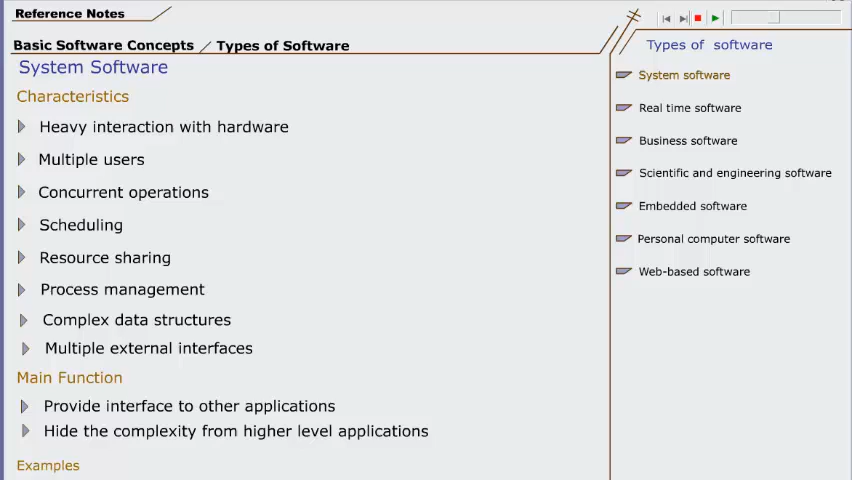 Reference Notes
Basic Software Concepts / Types of Software
System Software
Characteristics
Heavy interaction with hardware
Multiple users
Concurrent operations
Scheduling
Resource sharing
Process management
Complex data structures
Multiple external interfaces
Main Function
Provide interface to other applications
Hide the complexity from higher level applications
Examples
Types of software
System software
Real time software
Business software
Scientific and engineering software
Embedded software
Personal computer software
Web-based software